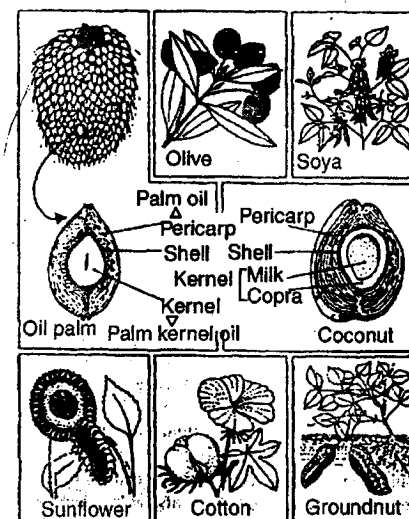 Olive
Soya
Palm oil
Pericarp
Shell
Kernel
Oil palm
Palm kernel oil
Pericarp
Shell
Kernel
Milk
Copra
Coconut
Sunflower
Cotton
Groundnut